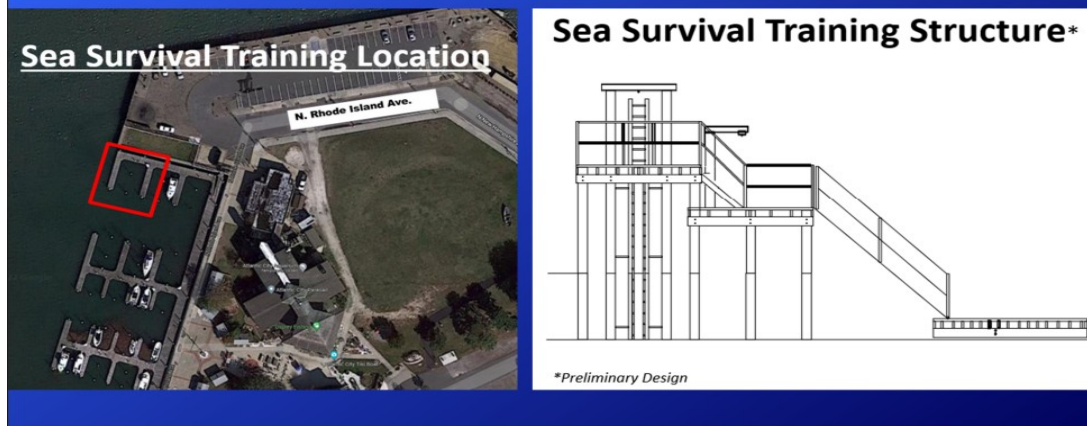 Sea Survival Training Location
N. Rhode Island Ave.
Sea Survival Training Structure*
*Preliminary Design